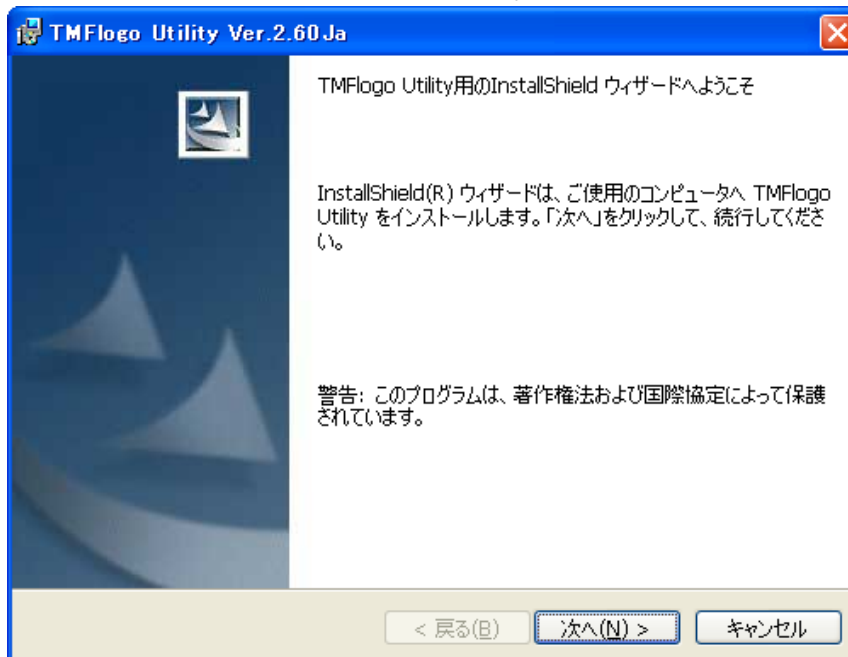 TMFlogo Utility Ver.2.60Ja
TMFlogo Utility用のInstallShield ウィザードへようこそ
InstallShield(R) ウィザードは、ご使用のコンピュータへ TMFlogo
Utility をインストールします。「次へ」をクリックして、続行してくださ
い。
警告: このプログラムは、著作権法および国際協定によって保護
されています。
< 戻る(B) 次へ(N) > キャンセル